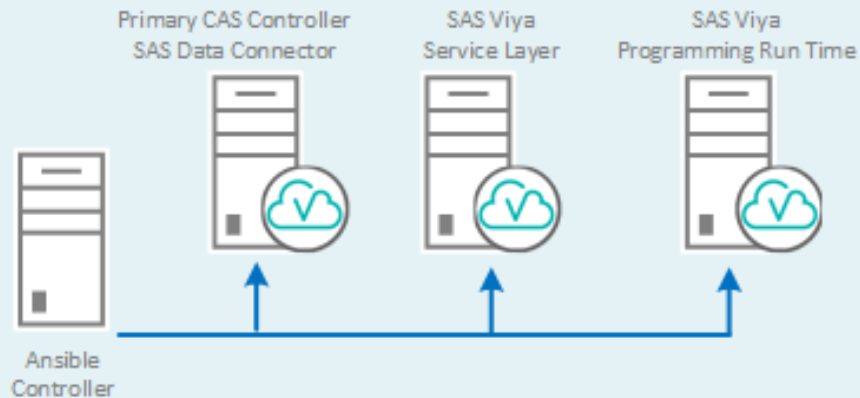 Primary CAS Controller
SAS Data Connector
SAS Viya
Service Layer
SAS Viya
Programming Run Time
Ansible
Controller